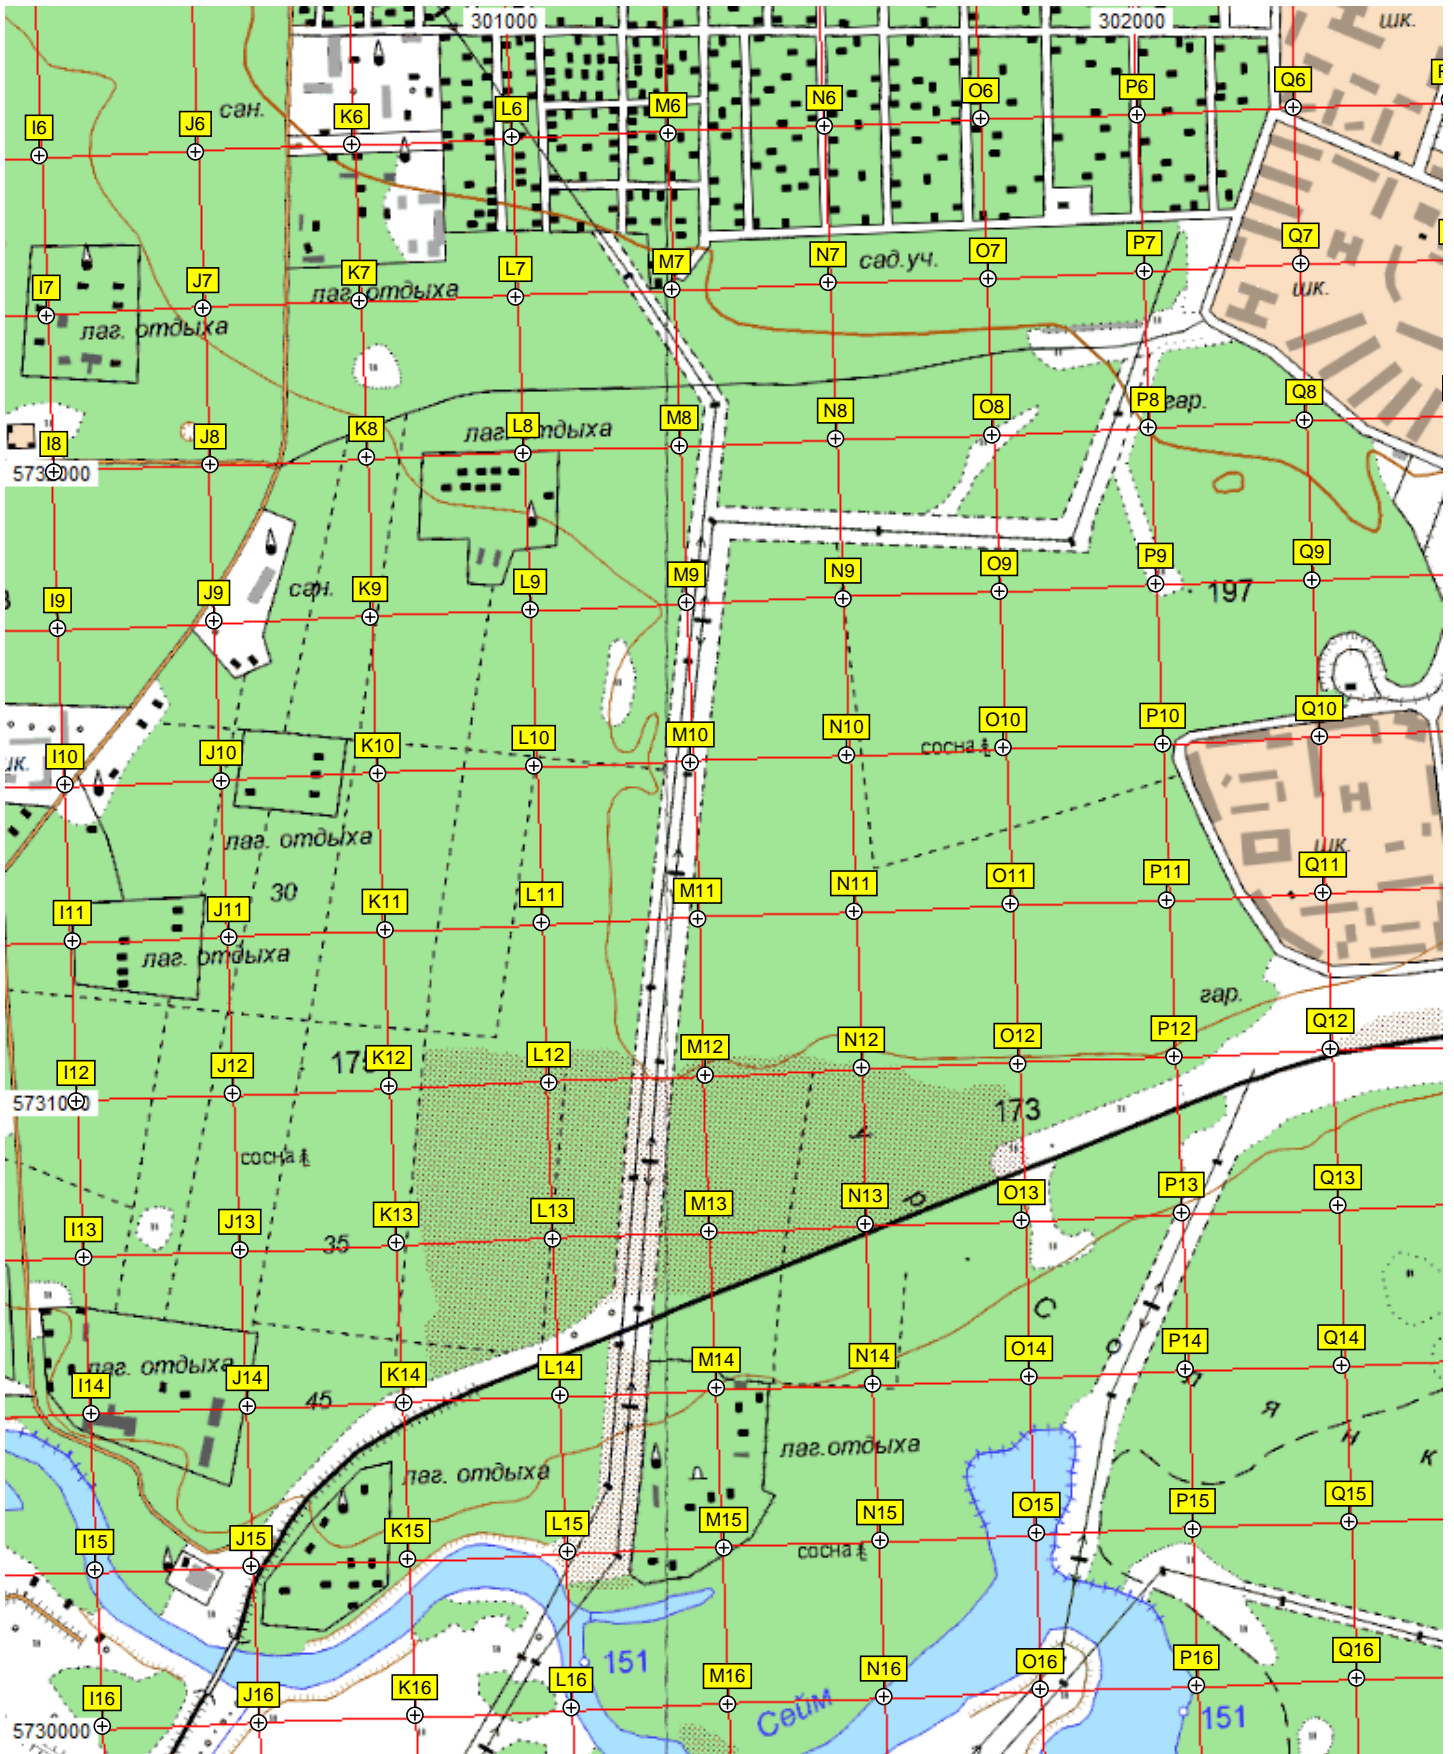 301000 302000
шк.
сан.
I6 J6 K6 L6 M6 N6 O6 P6 Q6
сад.уч.
I7 J7 K7 L7 M7 N7 O7 P7 Q7
шк.
лаг. отдыха
лаг. отдыха
гар.
I8 J8 K8 L8 M8 N8 O8 P8 Q8
лаг. отдыха
сан.
197
I9 J9 K9 L9 M9 N9 O9 P9 Q9
сосна
I10 J10 K10 L10 M10 N10 O10 P10 Q10
лаг. отдыха
шк.
30
I11 J11 K11 L11 M11 N11 O11 P11 Q11
лаг. отдыха
гар.
I12 J12 K12 L12 M12 N12 O12 P12 Q12
5731000
173
сосна
I13 J13 K13 L13 M13 N13 O13 P13 Q13
35
лаг. отдыха
I14 J14 K14 L14 M14 N14 O14 P14 Q14
45
лаг.отдыха
лаг. отдыха
I15 J15 K15 L15 M15 N15 O15 P15 Q15
сосна
151
I16 J16 K16 L16 M16 N16 O16 P16 Q16
Сейм
151
5730000